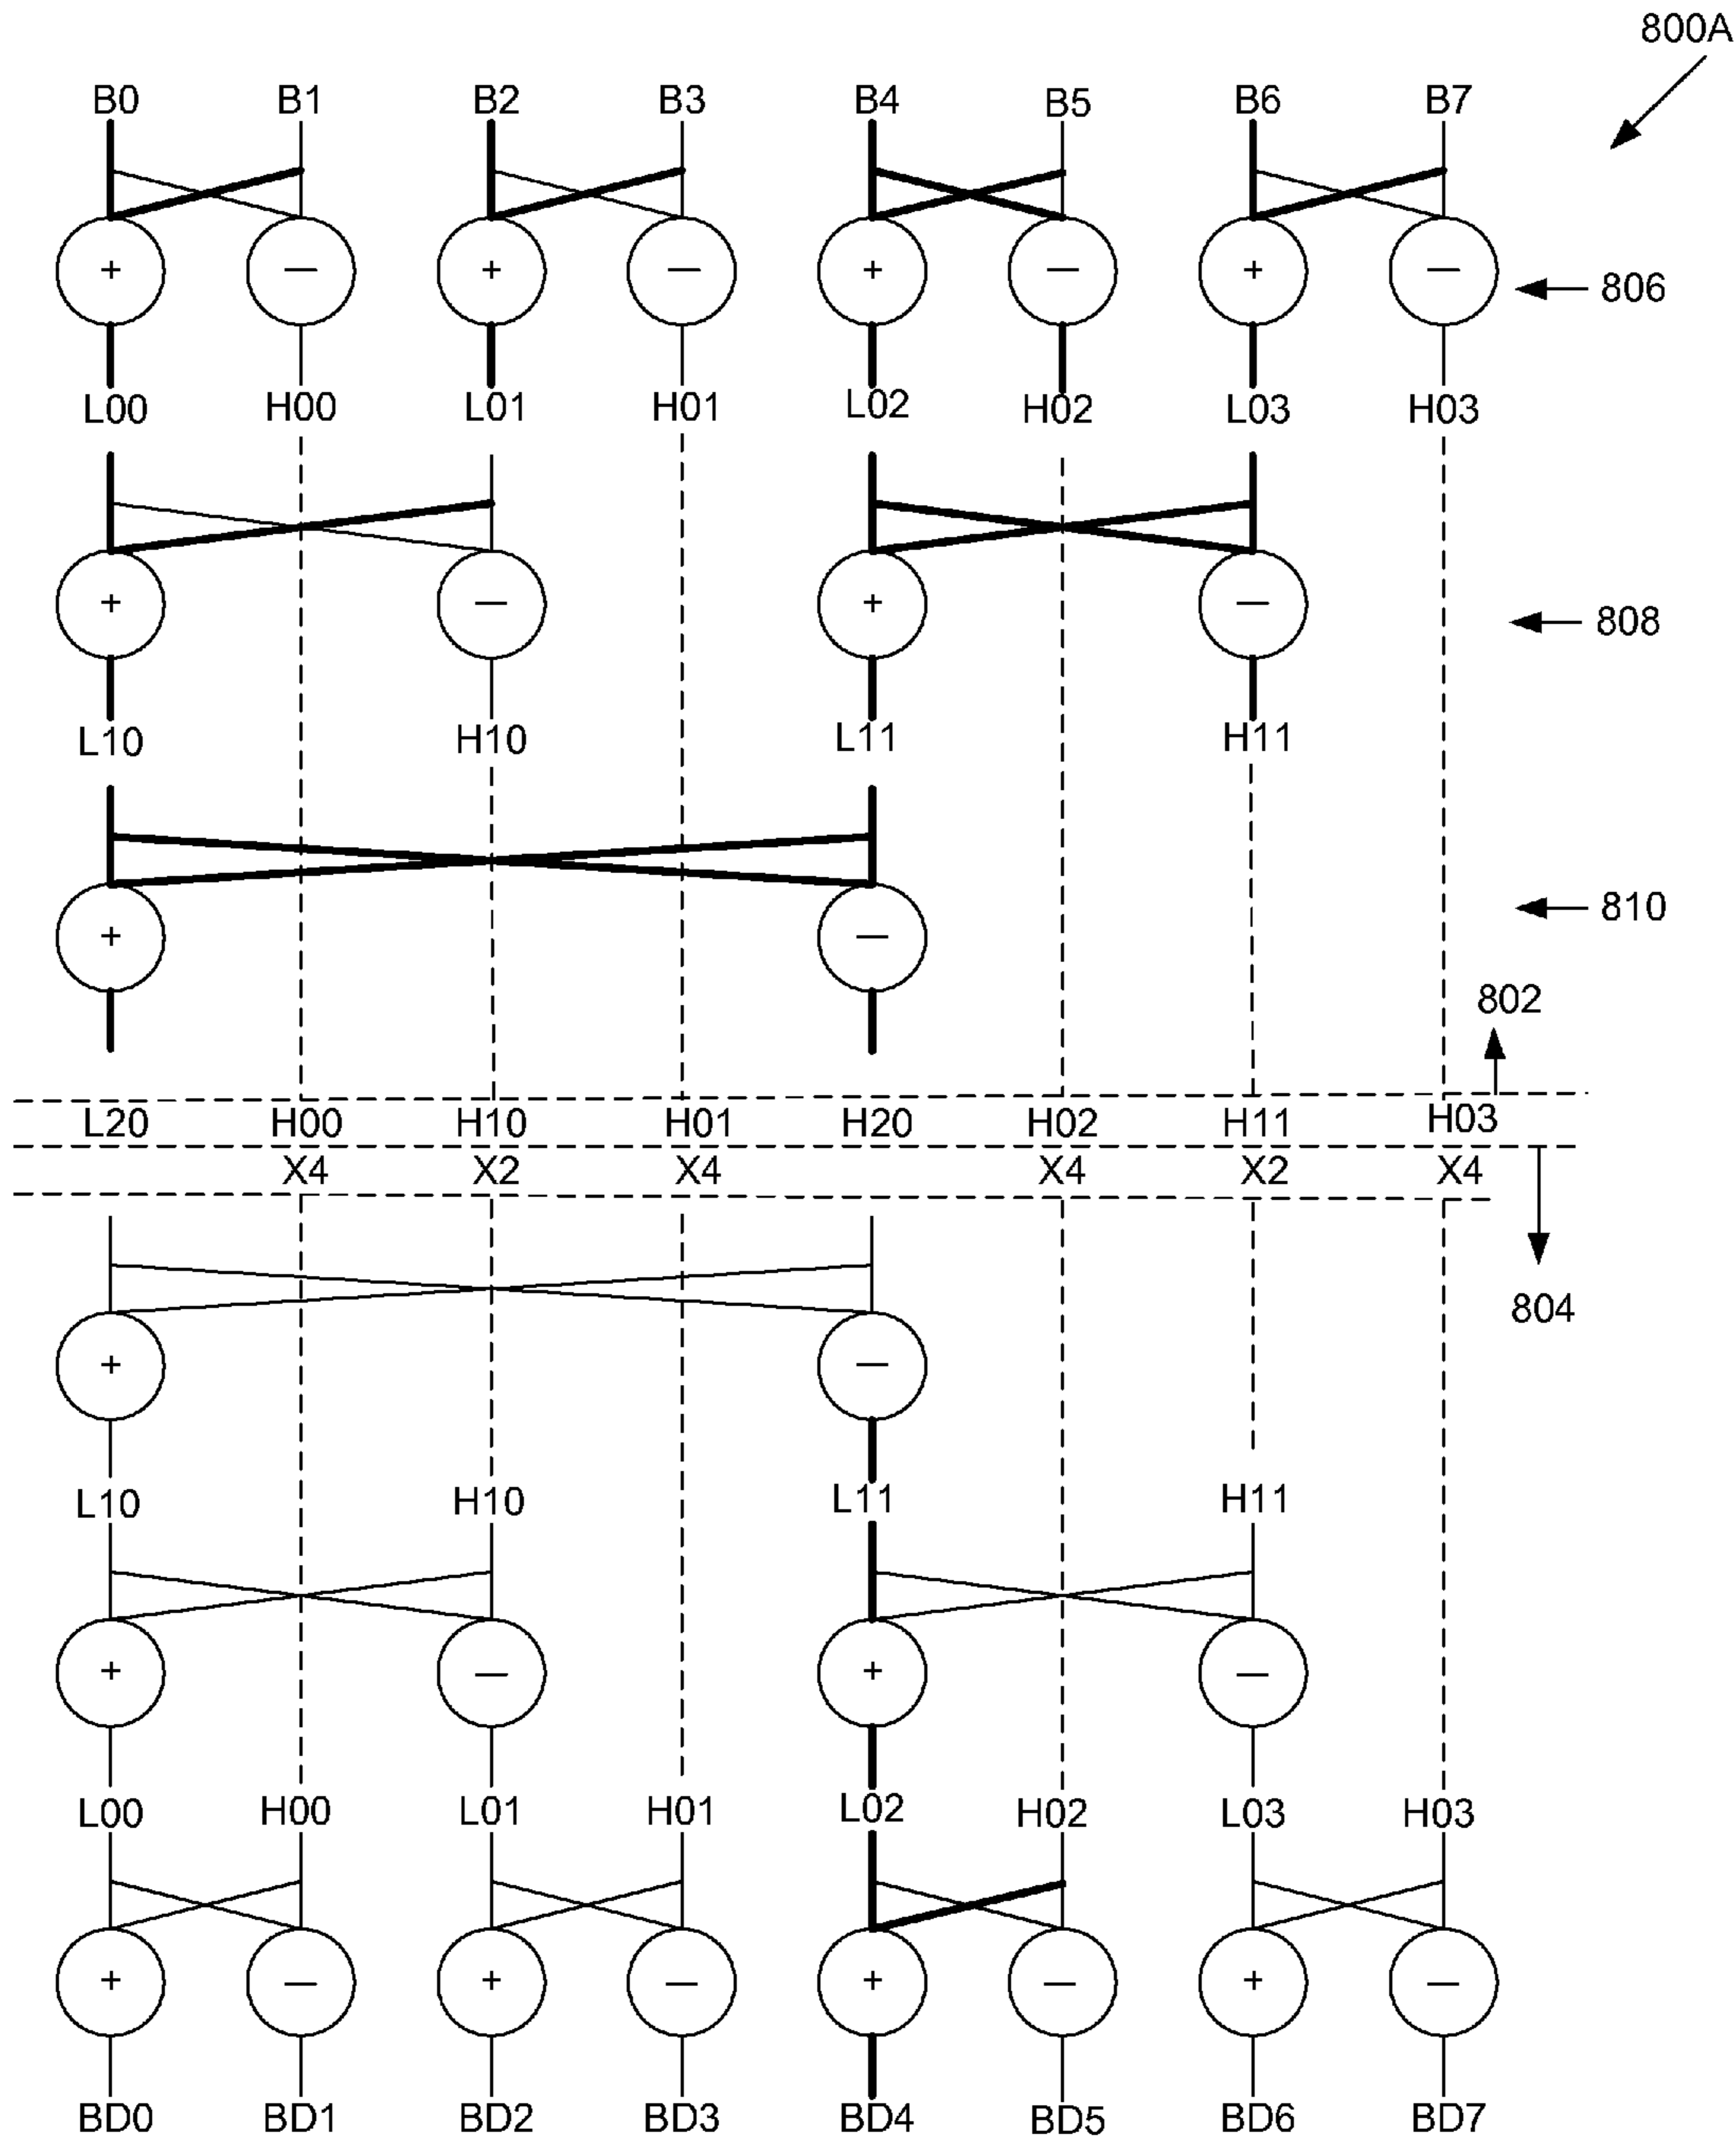 800A
B0 B1 B2 B3 B4 B5 B6 B7
+ — + — + — + —
806
L00 H00 L01 H01 L02 H02 L03 H03
+ — + —
808
L10 H10 L11 H11
+ —
810
802
L20 H00 H10 H01 H20 H02 H11 H03
X4 X2 X4 X4 X2 X4
804
+ —
L10 H10 L11 H11
+ — + —
L00 H00 L01 H01 L02 H02 L03 H03
+ — + — + — + —
BD0 BD1 BD2 BD3 BD4 BD5 BD6 BD7